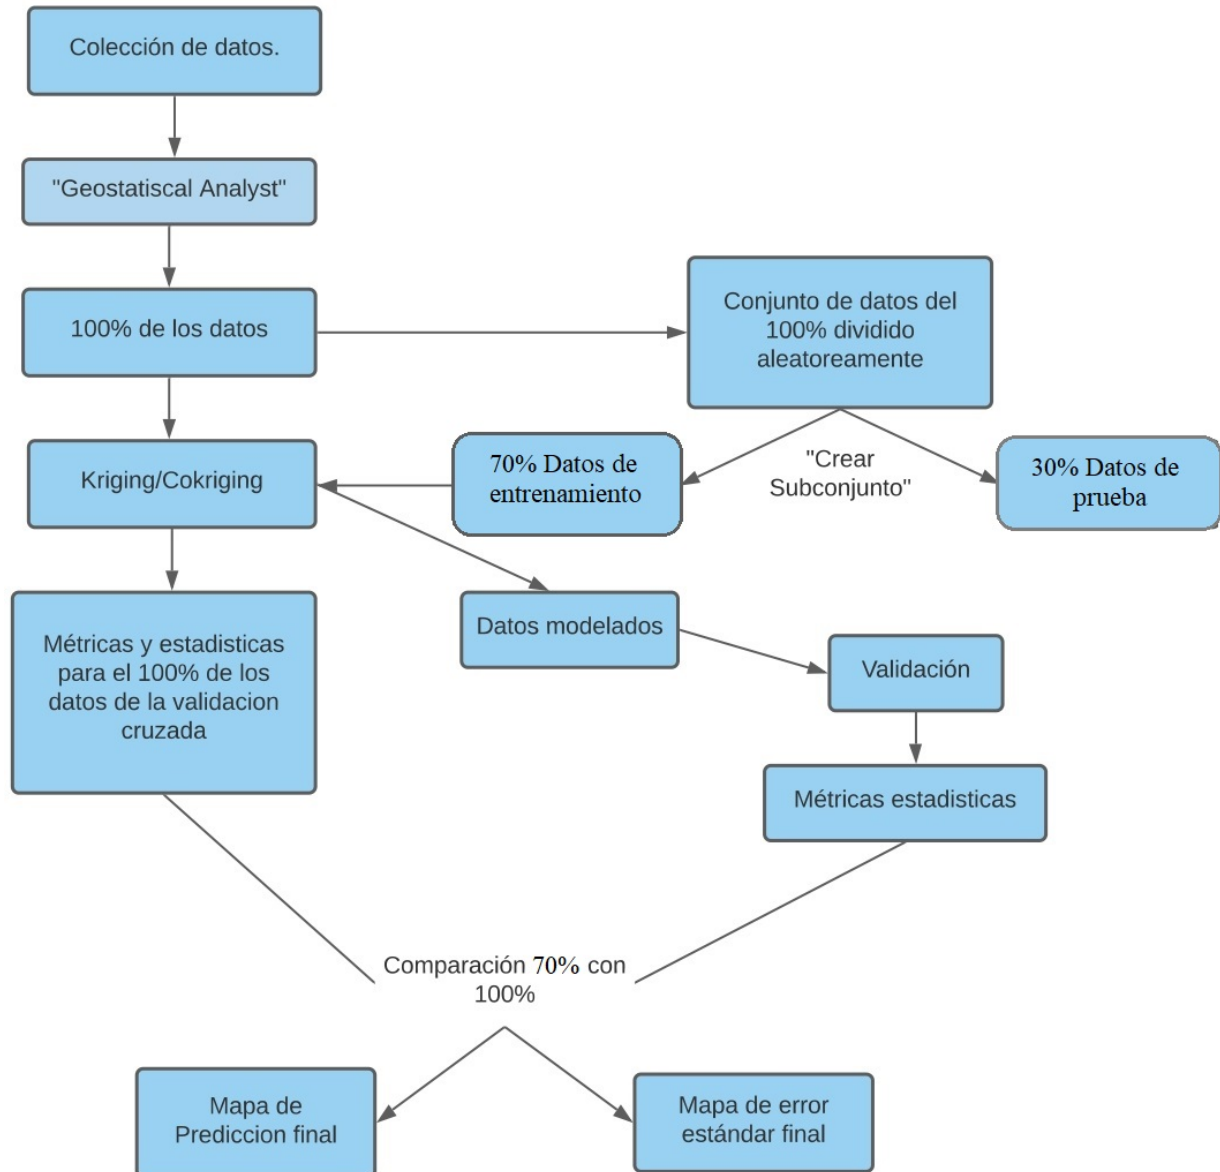 Colección de datos.
"Geostatiscal Analyst"
100% de los datos
Conjunto de datos del
100% dividido
aleatoreamente
Kriging/Cokriging
70% Datos de
entrenamiento
"Crear
Subconjunto"
30% Datos de
prueba
Métricas y estadisticas
para el 100% de los
datos de la validacion
cruzada
Datos modelados
Validación
Métricas estadisticas
Comparación 70% con
100%
Mapa de
Prediccion final
Mapa de error
estándar final